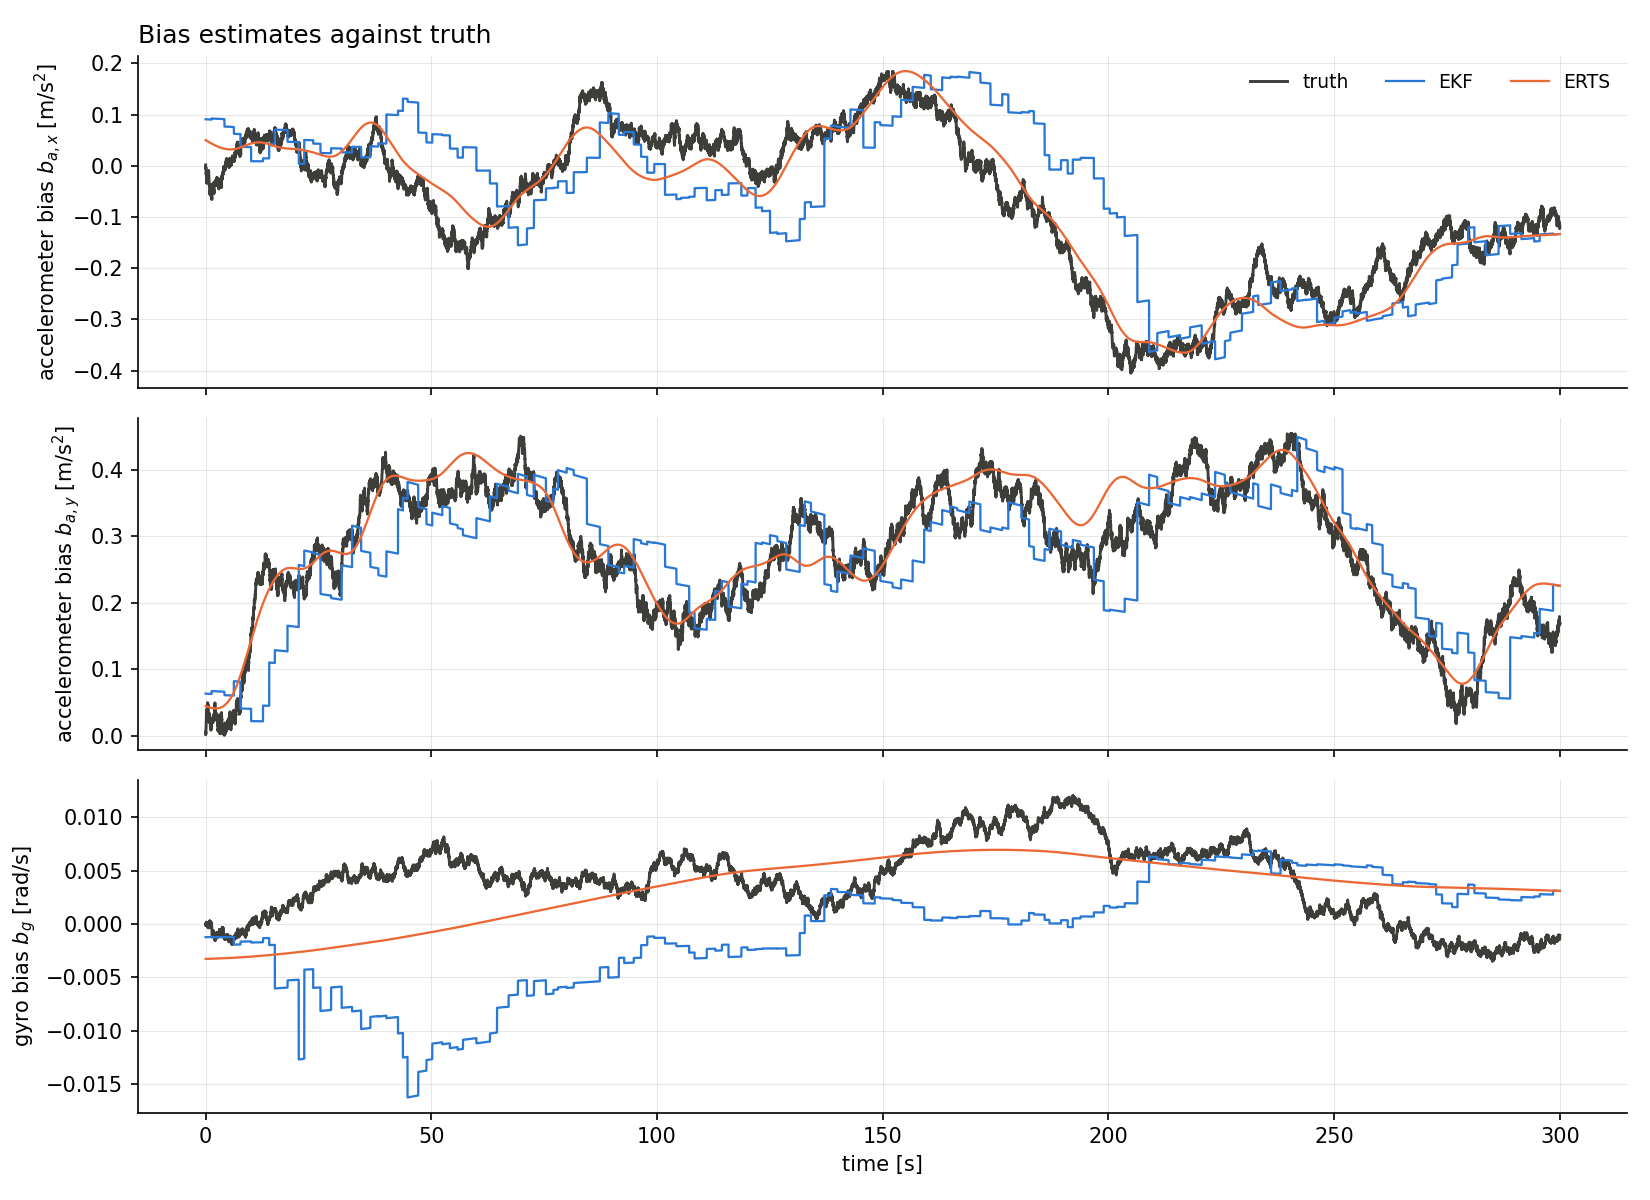 Bias estimates against truth
truth EKF ERTS
accelerometer bias b_{a,x} [m/s²]
0.2
0.1
0.0
−0.1
−0.2
−0.3
−0.4
accelerometer bias b_{a,y} [m/s²]
0.4
0.3
0.2
0.1
0.0
gyro bias b_g [rad/s]
0.010
0.005
0.000
−0.005
−0.010
−0.015
0 50 100 150 200 250 300
time [s]